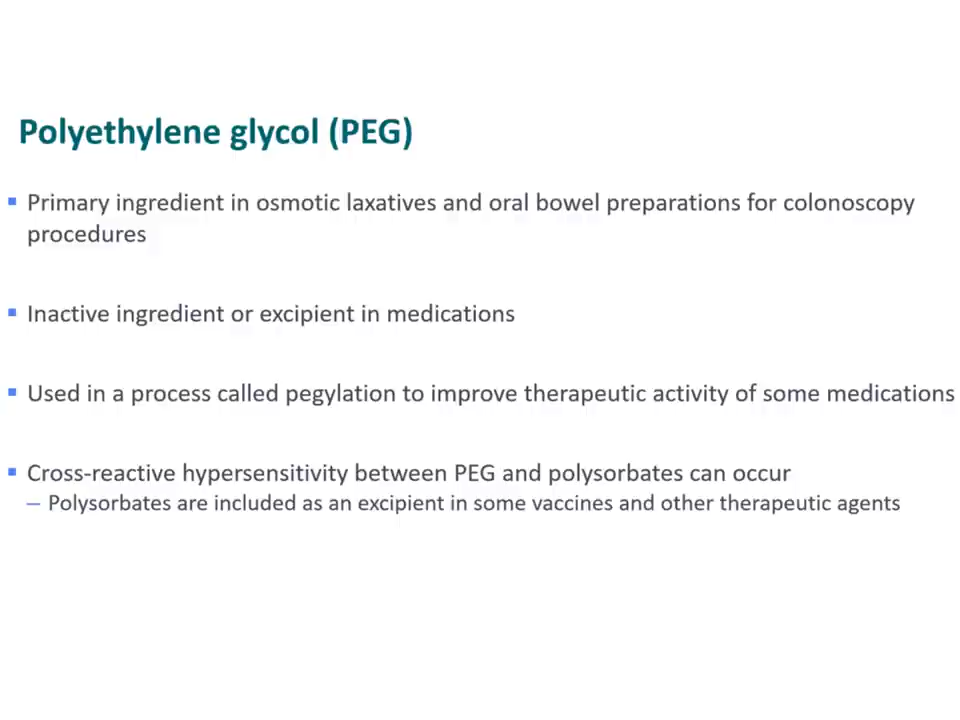 Polyethylene glycol (PEG)
▪ Primary ingredient in osmotic laxatives and oral bowel preparations for colonoscopy
procedures
▪ Inactive ingredient or excipient in medications
▪ Used in a process called pegylation to improve therapeutic activity of some medications
▪ Cross-reactive hypersensitivity between PEG and polysorbates can occur
– Polysorbates are included as an excipient in some vaccines and other therapeutic agents